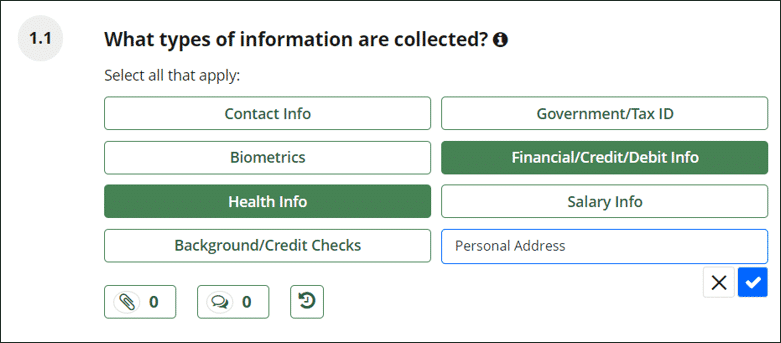 1.1
What types of information are collected?
Select all that apply:
Contact Info
Government/Tax ID
Biometrics
Financial/Credit/Debit Info
Health Info
Salary Info
Background/Credit Checks
Personal Address
0
0